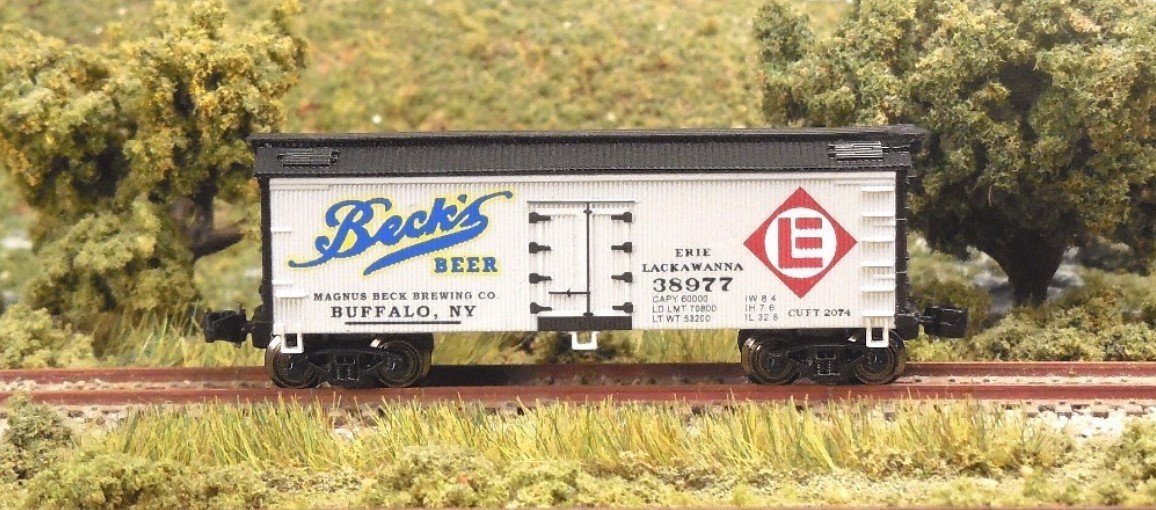 Beck's
BEER
MAGNUS BECK BREWING CO.
BUFFALO, NY
ERIE
LACKAWANNA
38977
CAPY 60000
LD LMT 70800
LT WT 53200
IW 8 4
IH 7 6
IL 32 6
CUFT 2074
E